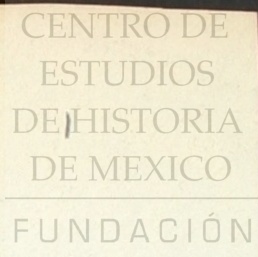 CENTRO DE
ESTUDIOS
DE HISTORIA
DE MEXICO
FUNDACIÓN